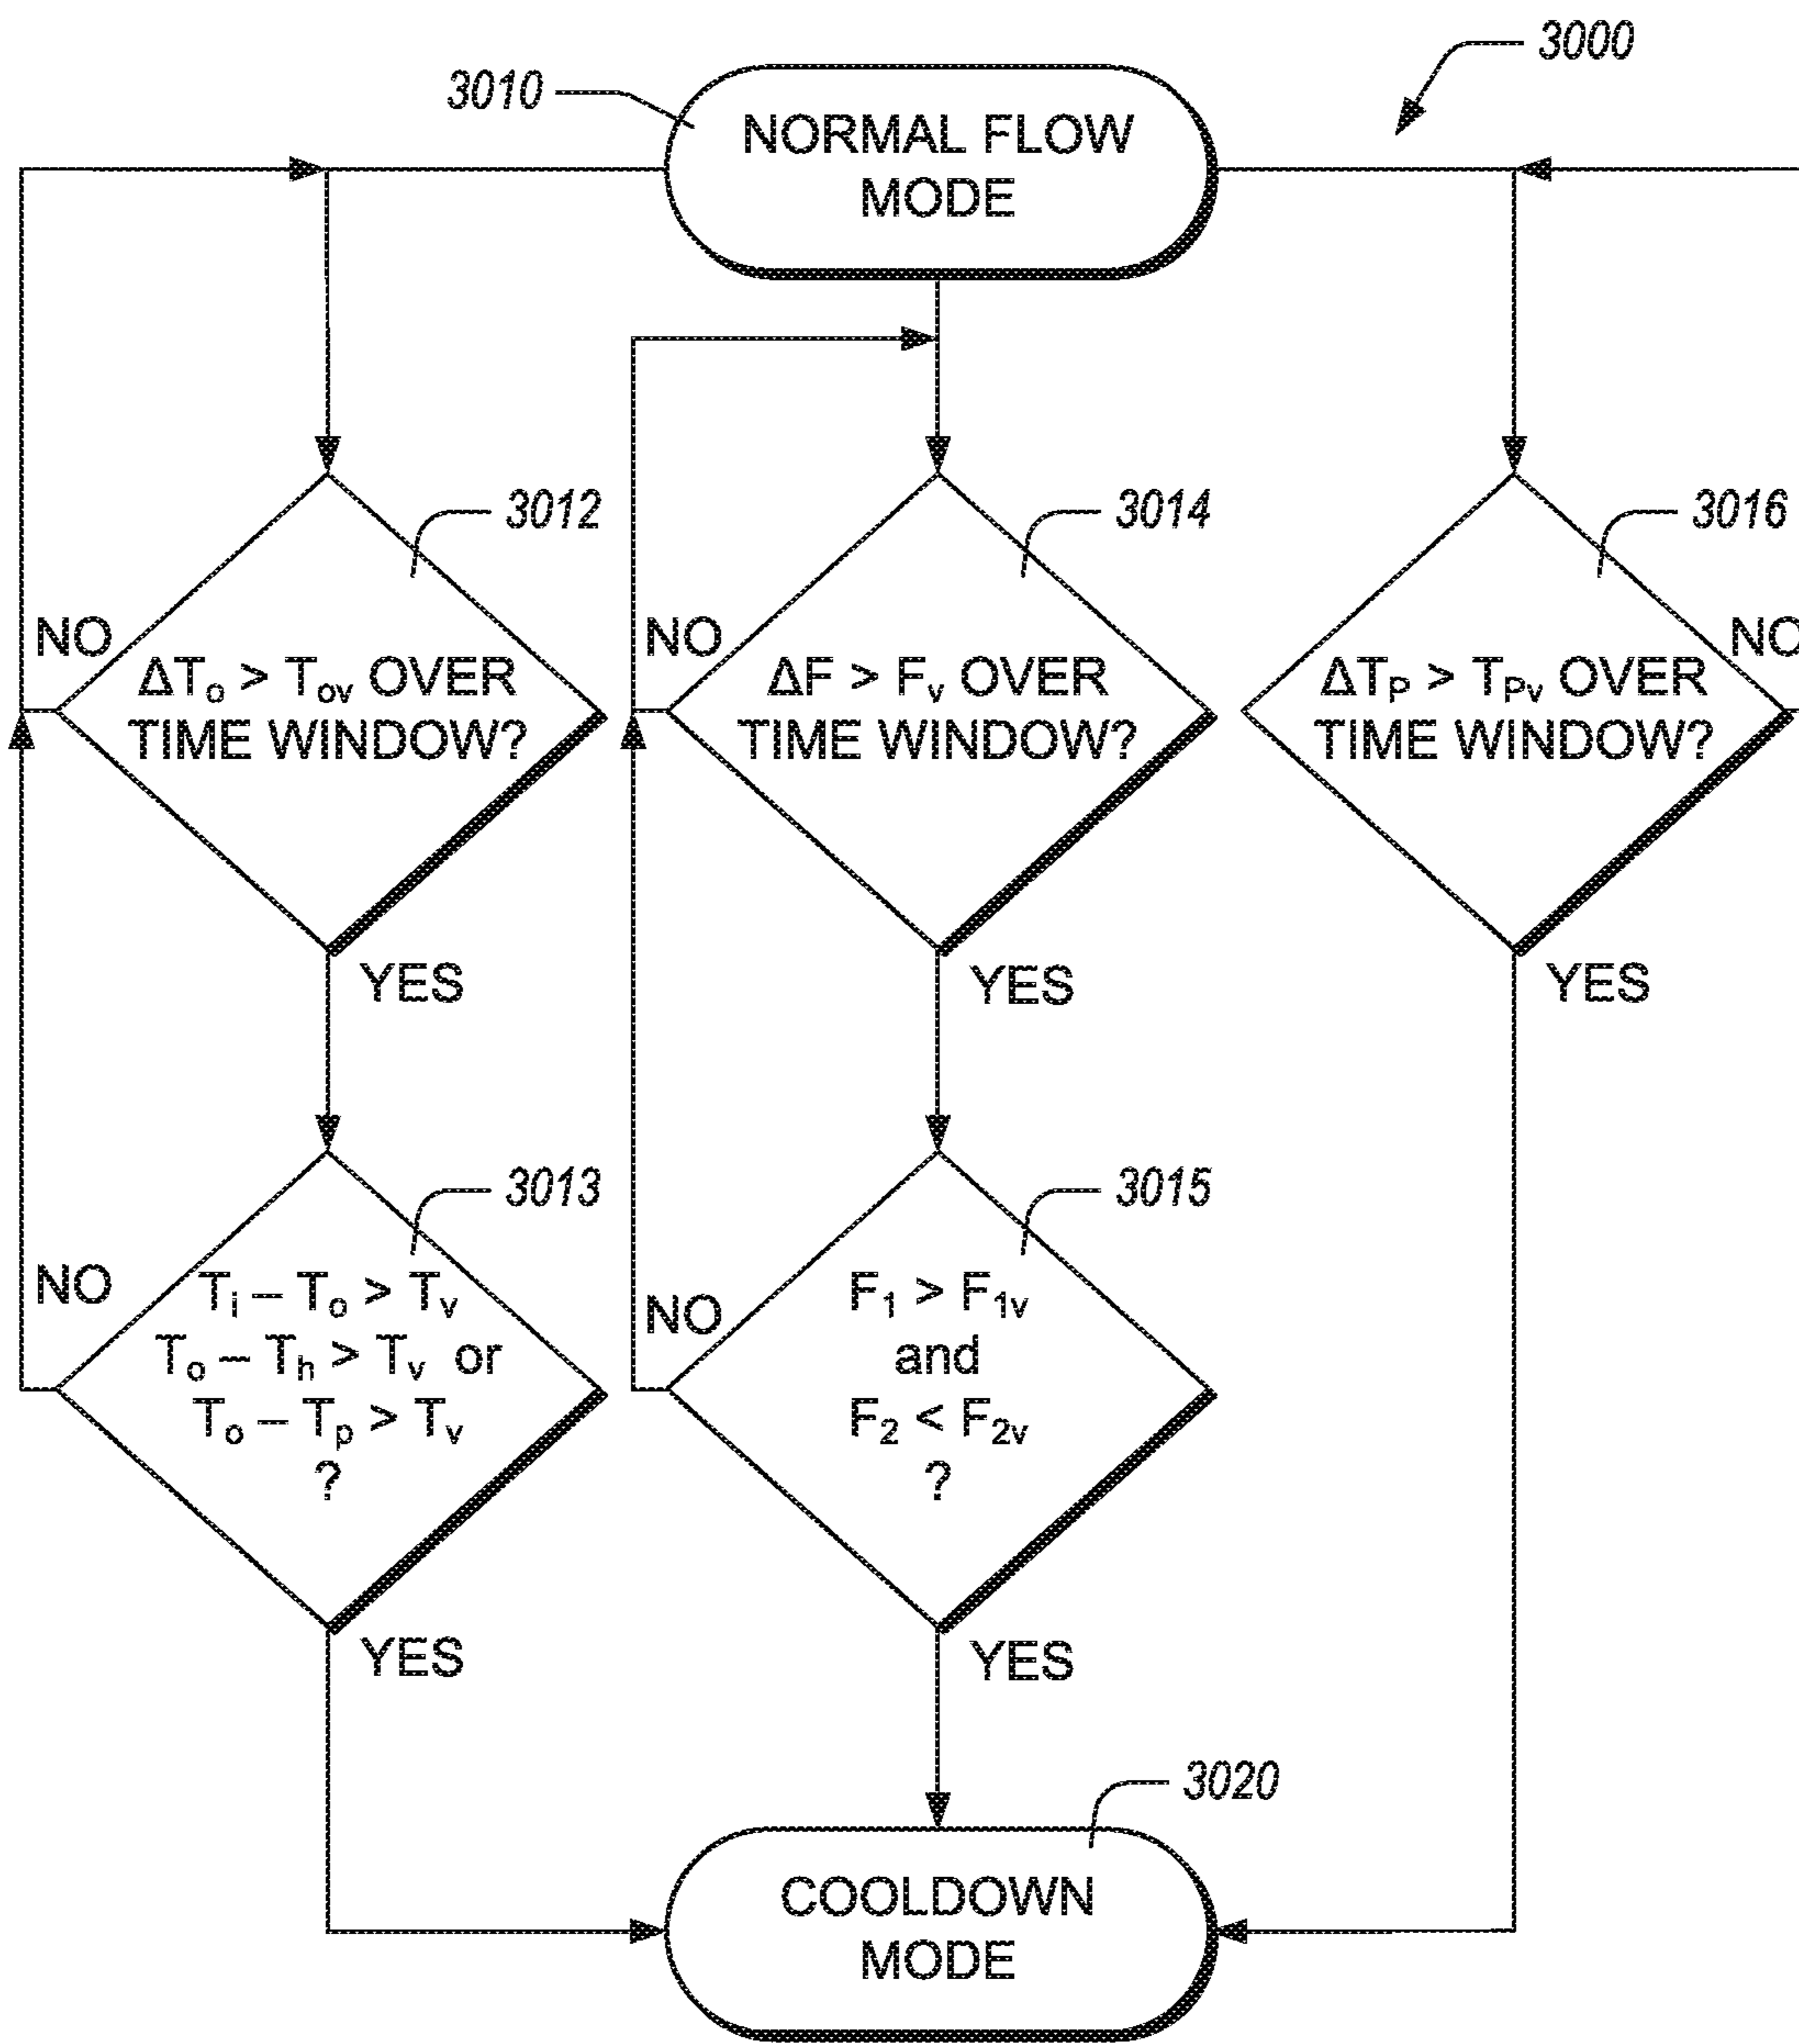 3000
3010
NORMAL FLOW
MODE
3012
3014
3016
NO
ΔTₒ > Tₒᵥ OVER
TIME WINDOW?
NO
ΔF > Fᵥ OVER
TIME WINDOW?
NO
ΔTₚ > Tₚᵥ OVER
TIME WINDOW?
YES
YES
YES
3013
3015
NO
Tᵢ – Tₒ > Tᵥ
Tₒ – Tₕ > Tᵥ or
Tₒ – Tₚ > Tᵥ
?
NO
F₁ > F₁ᵥ
and
F₂ < F₂ᵥ
?
YES
YES
3020
COOLDOWN
MODE